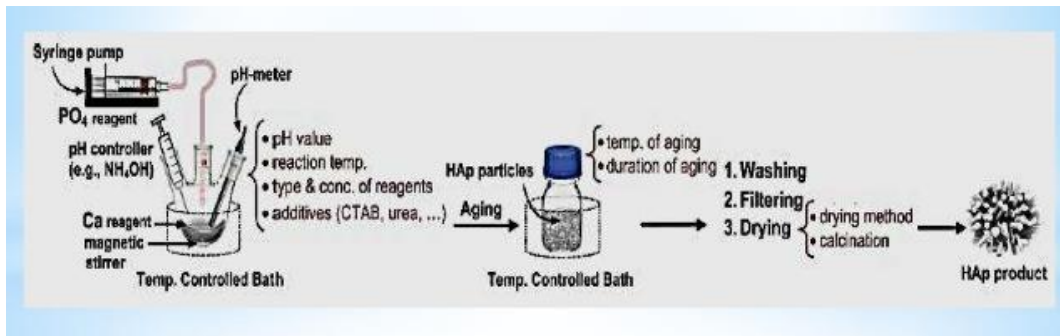 Syringe pump
pH-meter
PO₄ reagent
pH controller
(e.g., NH₄OH)
Ca reagent
magnetic
stirrer
Temp. Controlled Bath
• pH value
• reaction temp.
• type & conc. of reagents
• additives (CTAB, urea, ...)
Aging
HAp particles
• temp. of aging
• duration of aging
Temp. Controlled Bath
1. Washing
2. Filtering
3. Drying
• drying method
• calcination
HAp product